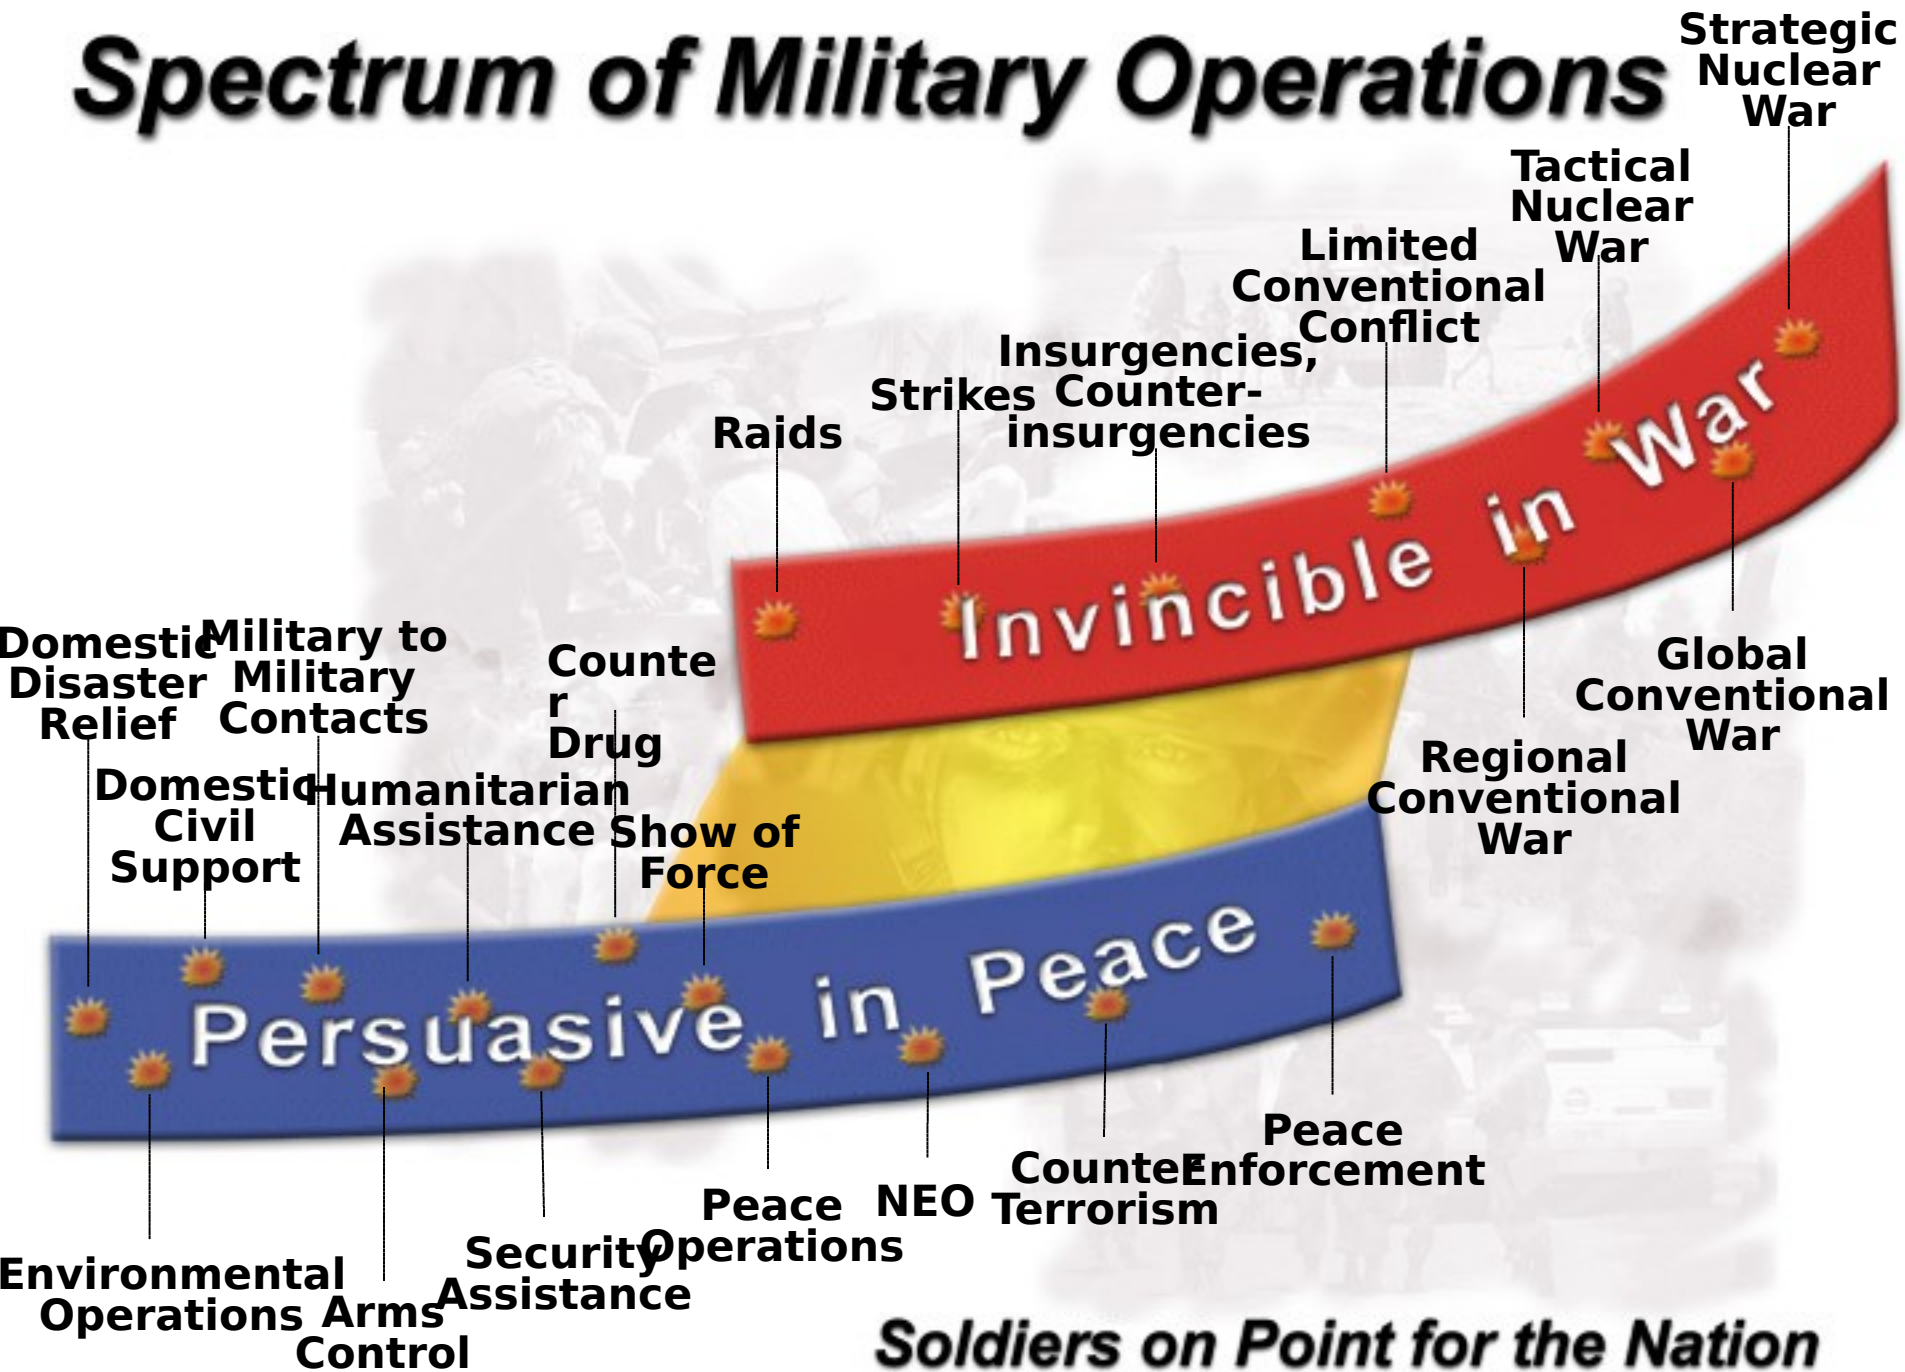 Spectrum of Military Operations
Strategic
Nuclear
War
Tactical
Nuclear
War
Limited
Conventional
Conflict
Insurgencies,
Counter-
insurgencies
Strikes
Raids
Invincible in War
Global
Conventional
War
Regional
Conventional
War
Domestic
Disaster
Relief
Military to
Military
Contacts
Counte
r
Drug
Domestic
Civil
Support
Humanitarian
Assistance
Show of
Force
Persuasive in Peace
Environmental
Operations
Arms
Control
Security
Assistance
Peace
Operations
NEO
Counter
Terrorism
Peace
Enforcement
Soldiers on Point for the Nation